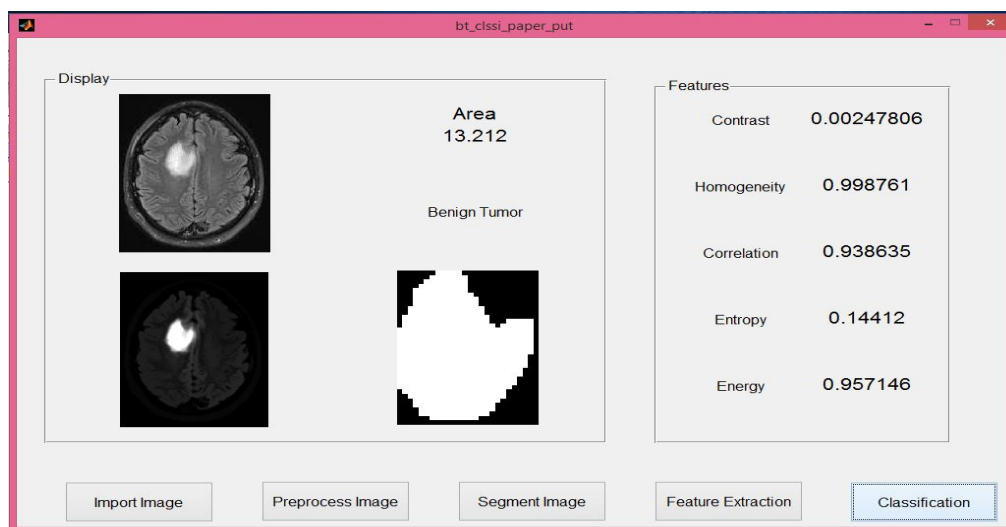 bt_clssi_paper_put
Display
Area
13.212
Benign Tumor
Features
Contrast 0.00247806
Homogeneity 0.998761
Correlation 0.938635
Entropy 0.14412
Energy 0.957146
Import Image
Preprocess Image
Segment Image
Feature Extraction
Classification